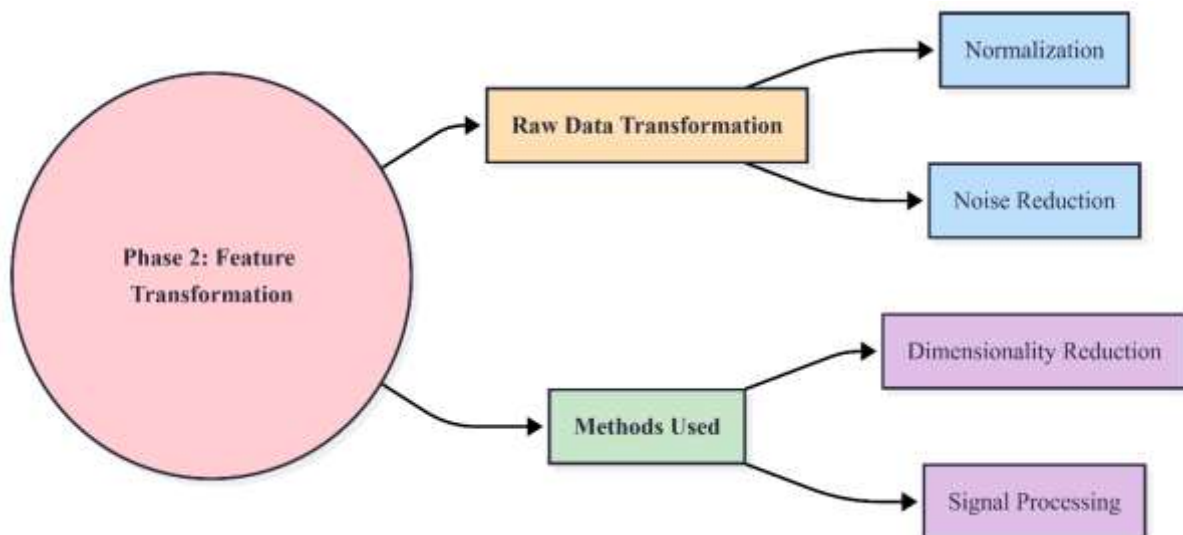 Phase 2: Feature
Transformation
Raw Data Transformation
Normalization
Noise Reduction
Methods Used
Dimensionality Reduction
Signal Processing